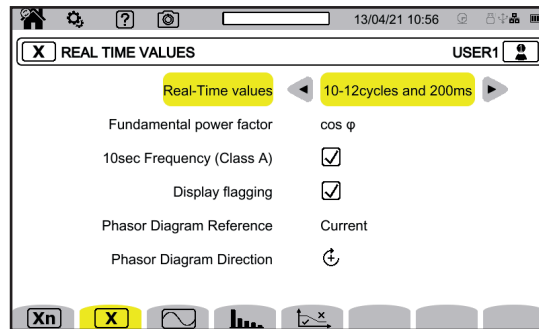 ? 13/04/21 10:56
X REAL TIME VALUES USER1
Real-Time values 10-12cycles and 200ms
Fundamental power factor cos φ
10sec Frequency (Class A)
Display flagging
Phasor Diagram Reference Current
Phasor Diagram Direction
Xn X x